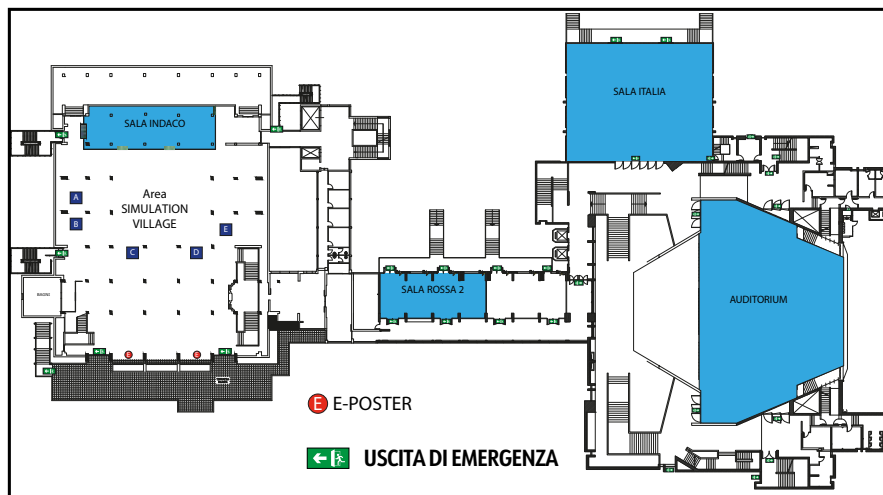 SALA ITALIA
SALA INDACO
Area
SIMULATION
VILLAGE
A
B
C
D
E
SALA ROSSA 2
AUDITORIUM
E
E
E E-POSTER
USCITA DI EMERGENZA